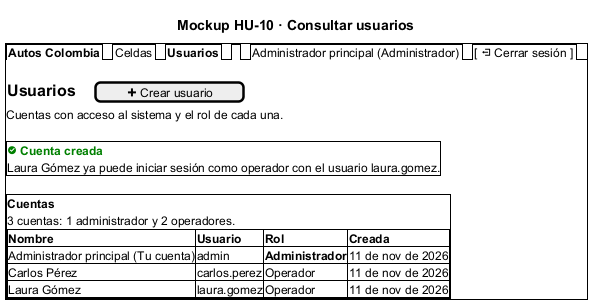 Mockup HU-10 · Consultar usuarios
Autos Colombia Celdas Usuarios Administrador principal (Administrador) [ Cerrar sesión ]
Usuarios + Crear usuario
Cuentas con acceso al sistema y el rol de cada una.
Cuenta creada
Laura Gómez ya puede iniciar sesión como operador con el usuario laura.gomez.
Cuentas
3 cuentas: 1 administrador y 2 operadores.
Nombre Usuario Rol Creada
Administrador principal (Tu cuenta) admin Administrador 11 de nov de 2026
Carlos Pérez carlos.perez Operador 11 de nov de 2026
Laura Gómez laura.gomez Operador 11 de nov de 2026